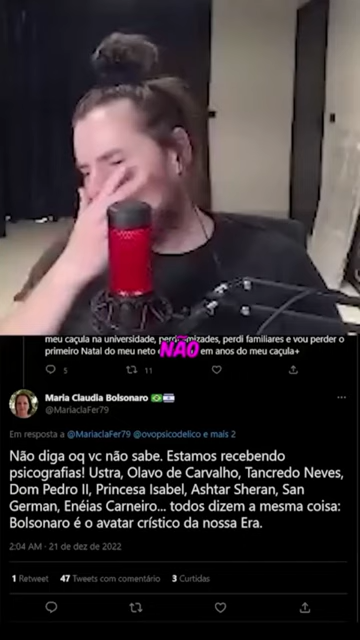 meu caçula na universidade, perdi amizades, perdi familiares e vou perder o
primeiro Natal do meu neto em anos do meu caçula+
NÃO
5 11
Maria Claudia Bolsonaro
@MariaclaFer79
Em resposta a @MariaclaFer79 @ovopsicodelico e mais 2
Não diga oq vc não sabe. Estamos recebendo
psicografias! Ustra, Olavo de Carvalho, Tancredo Neves,
Dom Pedro II, Princesa Isabel, Ashtar Sheran, San
German, Enéias Carneiro... todos dizem a mesma coisa:
Bolsonaro é o avatar crístico da nossa Era.
2:04 AM · 21 de dez de 2022
1 Retweet 47 Tweets com comentário 3 Curtidas